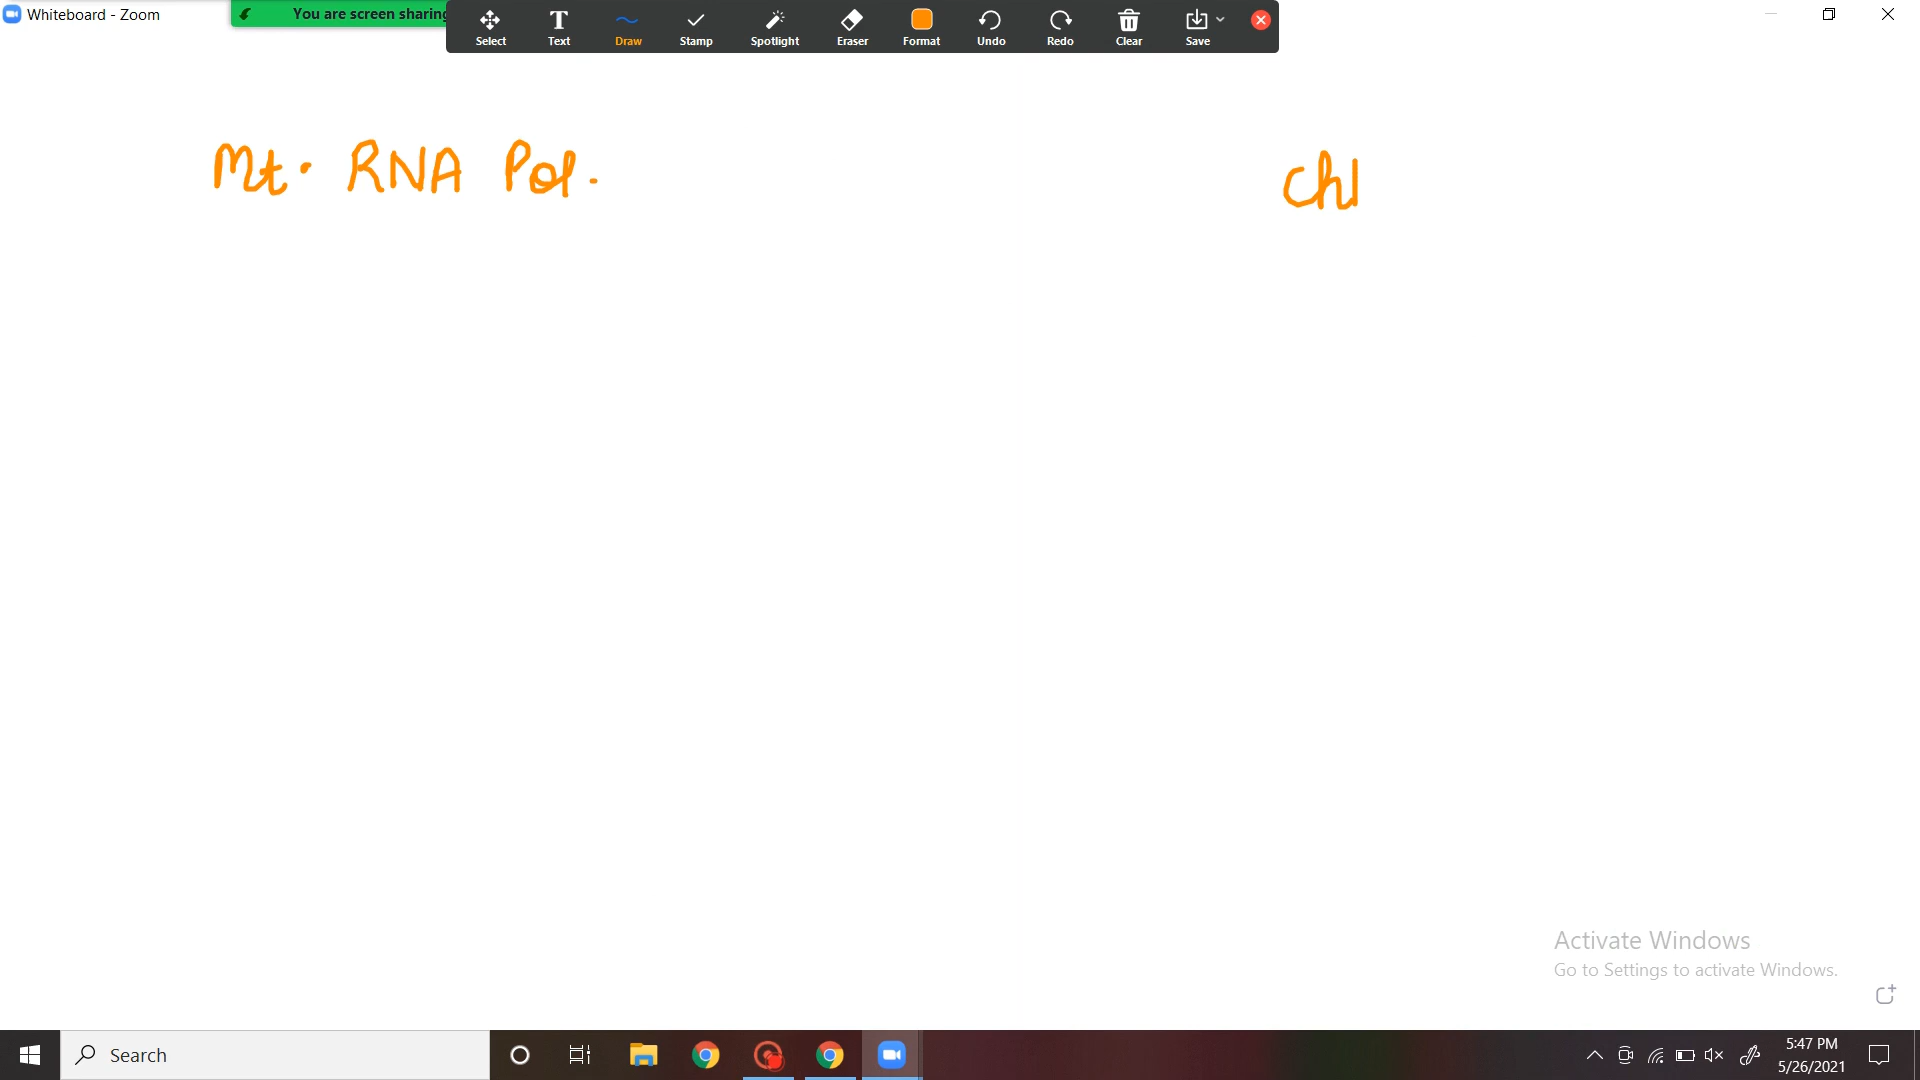 Whiteboard - Zoom
You are screen sharing
Select Text Draw Stamp Spotlight Eraser Format Undo Redo Clear Save
Mt. RNA Pol.
chl
Activate Windows
Go to Settings to activate Windows.
Search
5:47 PM
5/26/2021